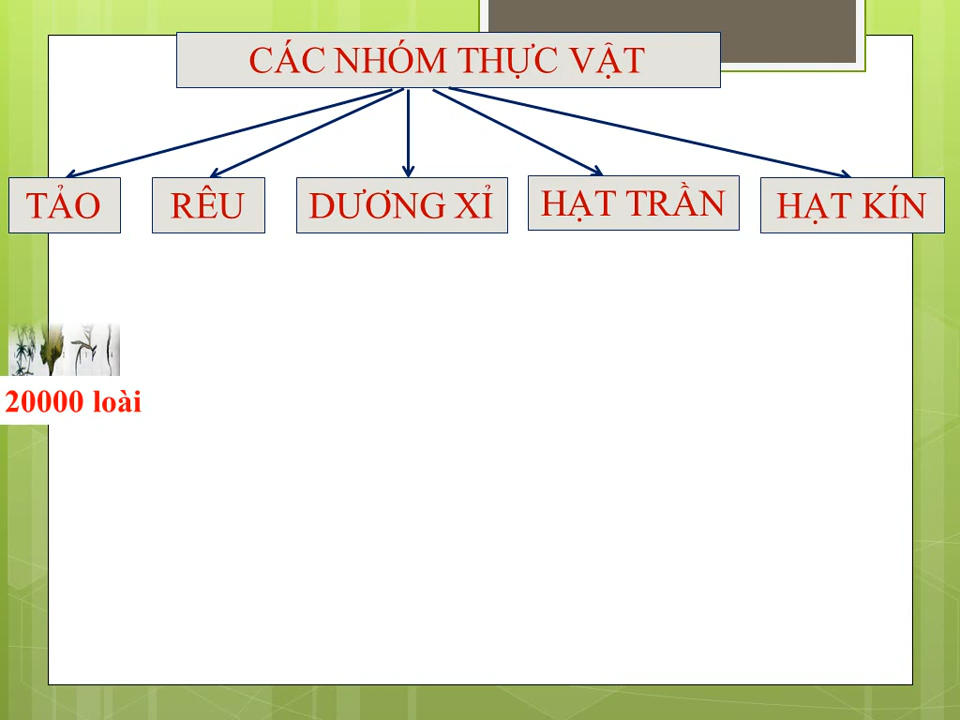 CÁC NHÓM THỰC VẬT
TẢO
RÊU
DƯƠNG XỈ
HẠT TRẦN
HẠT KÍN
20000 loài